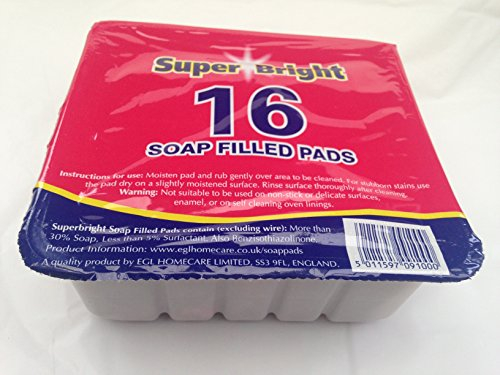 Super Bright
16
SOAP FILLED PADS
Instructions for use: Moisten pad and rub gently over area to be cleaned. For stubborn stains use
the pad dry on a slightly moistened surface. Rinse surface thoroughly after cleaning.
Warning: Not suitable to be used on non-stick or delicate surfaces,
enamel, or on self cleaning oven linings.
Superbright Soap Filled Pads contain (excluding wire): More than
30% Soap, Less than 5% Surfactant. Also Benzisothiazolinone.
Product Information: www.eglhomecare.co.uk/soappads
A quality product by EGL HOMECARE LIMITED, SS3 9FL, ENGLAND.
5 011597 091000